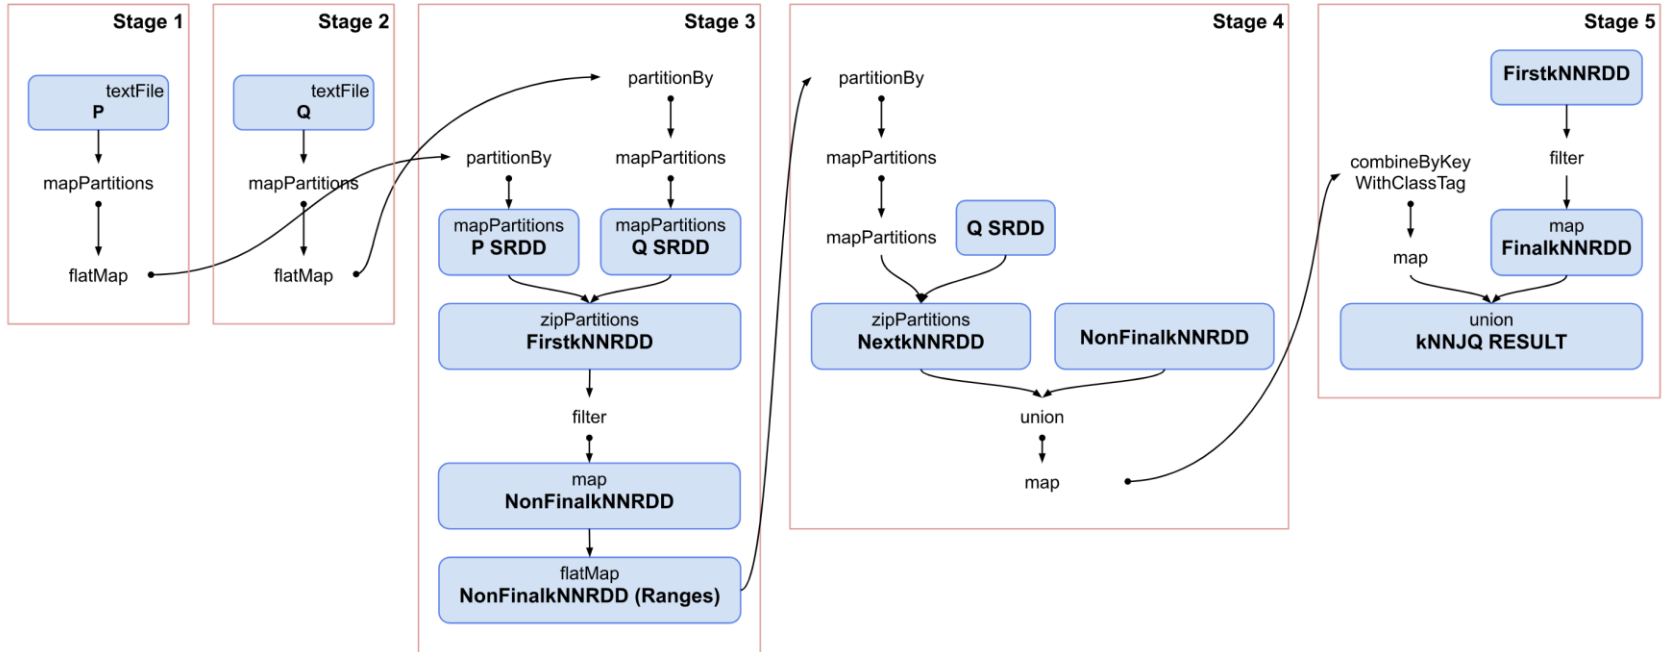 Stage 1
textFile
P
mapPartitions
flatMap
Stage 2
textFile
Q
mapPartitions
flatMap
Stage 3
partitionBy
partitionBy
mapPartitions
mapPartitions
P SRDD
mapPartitions
Q SRDD
zipPartitions
FirstkNNRDD
filter
map
NonFinalkNNRDD
flatMap
NonFinalkNNRDD (Ranges)
Stage 4
partitionBy
mapPartitions
mapPartitions
Q SRDD
zipPartitions
NextkNNRDD
NonFinalkNNRDD
union
map
Stage 5
FirstkNNRDD
combineByKey
WithClassTag
filter
map
map
FinalkNNRDD
union
kNNJQ RESULT